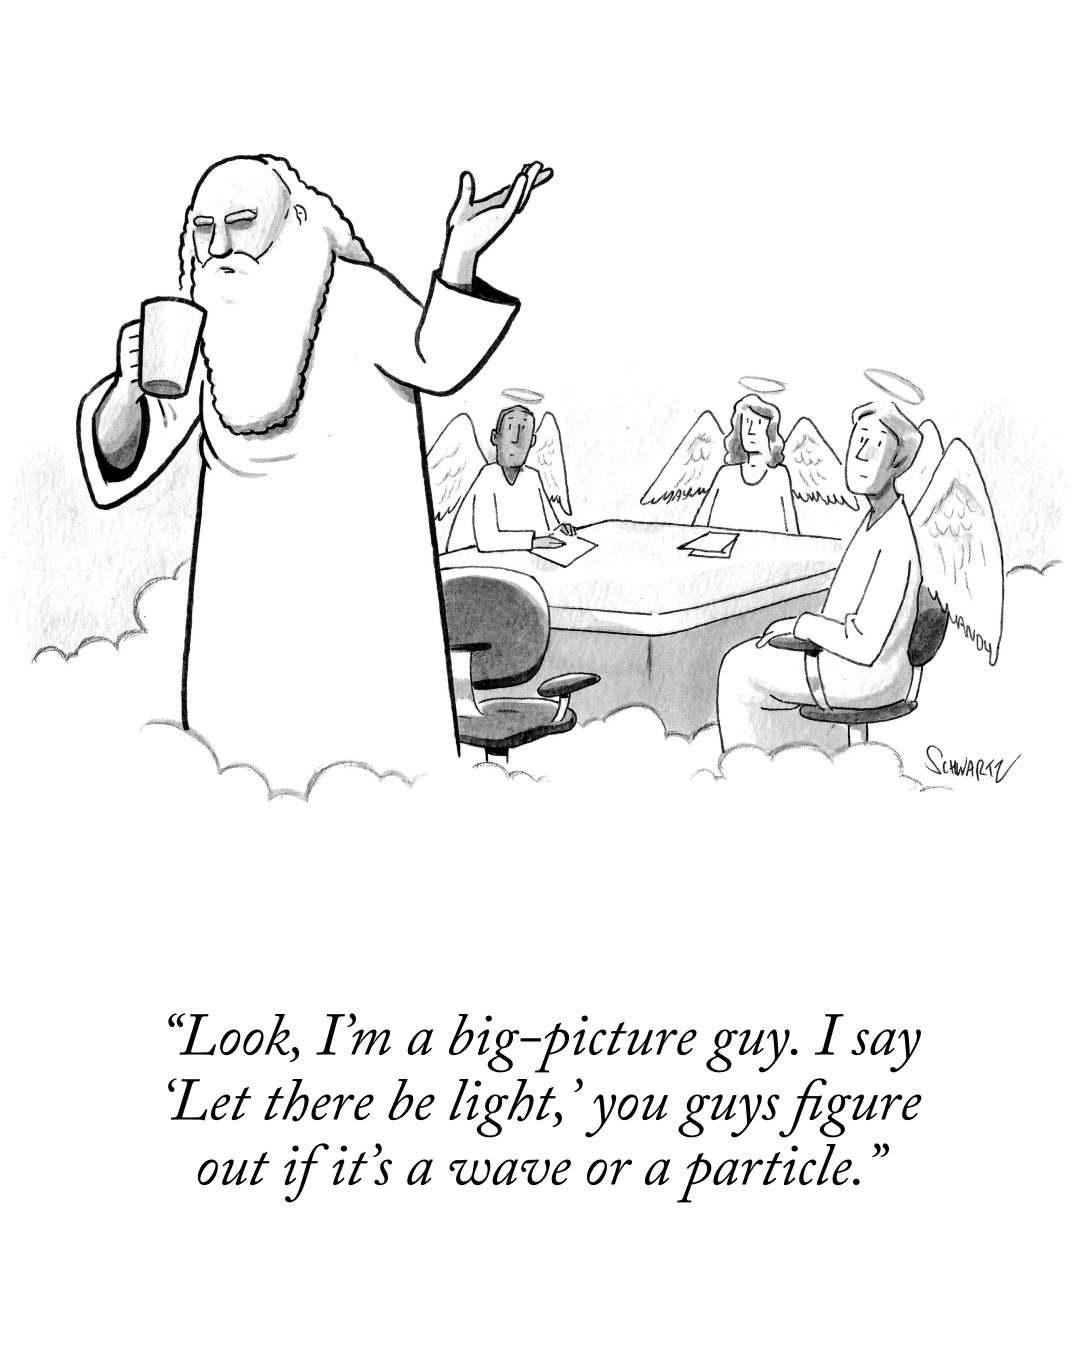 SCHWARTZ
“Look, I’m a big-picture guy. I say
‘Let there be light,’ you guys figure
out if it’s a wave or a particle.”